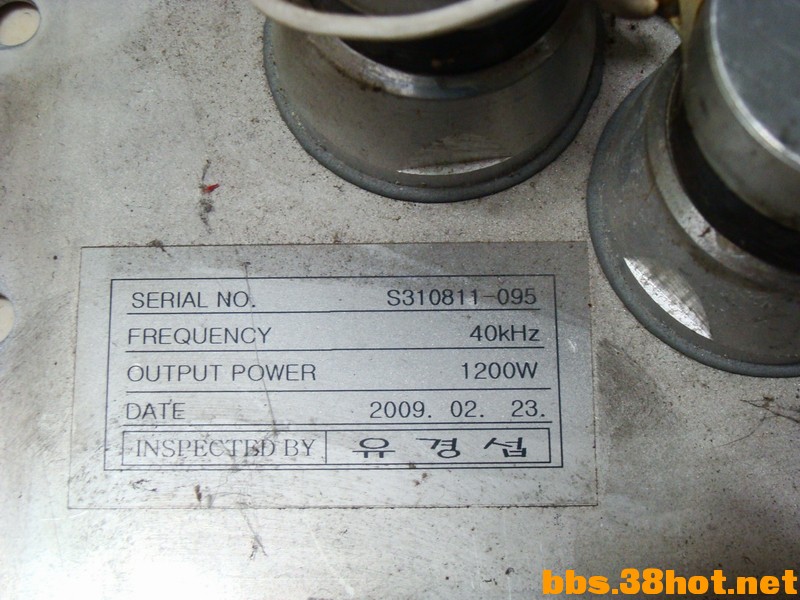 SERIAL NO. S310811-095
FREQUENCY 40kHz
OUTPUT POWER 1200W
DATE 2009. 02. 23.
INSPECTED BY 유 경 섭
bbs.38hot.net